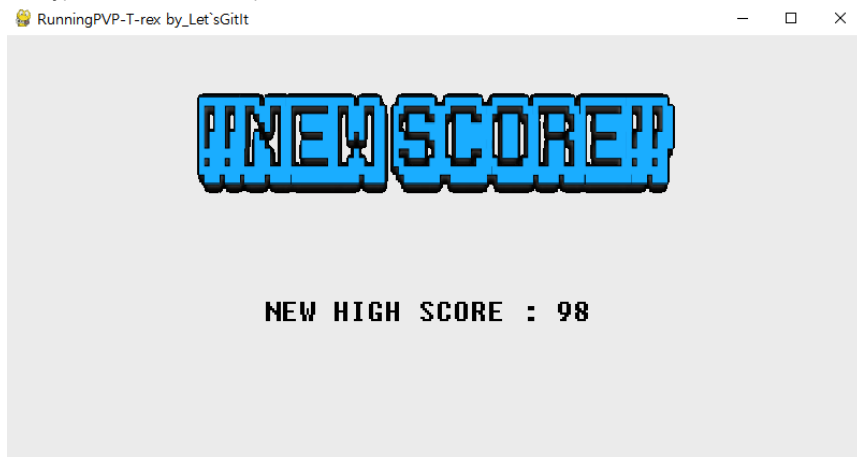 RunningPVP-T-rex by_Let`sGitIt
!!NEW SCORE!!
NEW HIGH SCORE : 98